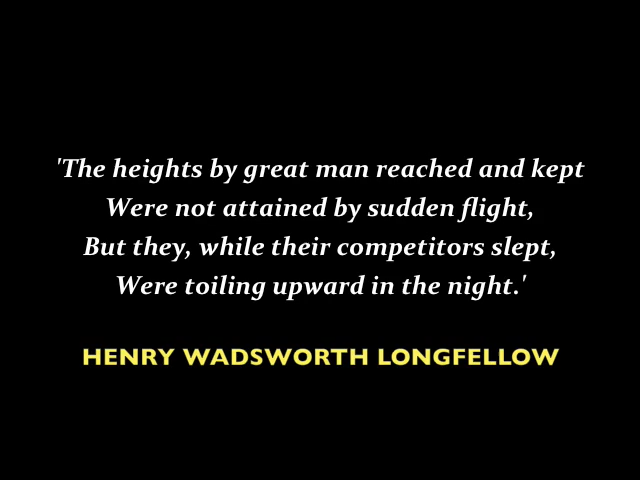 'The heights by great man reached and kept
Were not attained by sudden flight,
But they, while their competitors slept,
Were toiling upward in the night.'
HENRY WADSWORTH LONGFELLOW